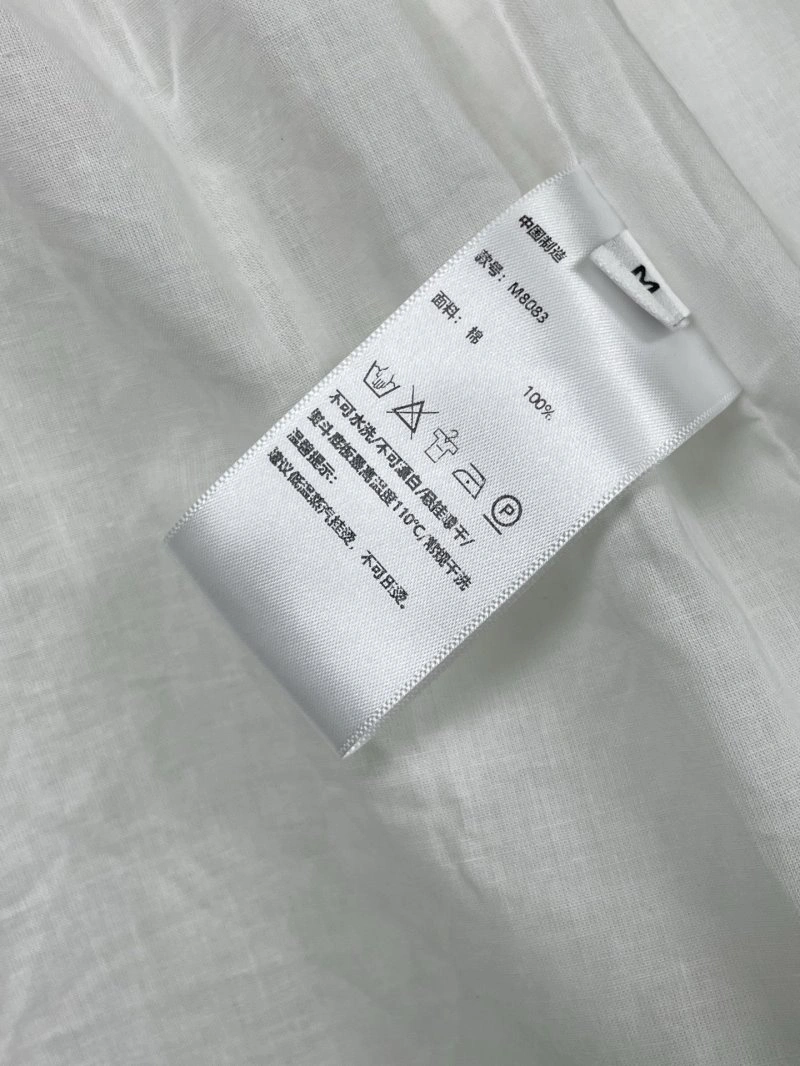 中国制造
M
款号：M8083
面料：棉 100%
P
不可水洗/不可漂白/悬挂晾干/
熨斗底板最高温度110℃/常规干洗
温馨提示：
建议低温蒸汽挂烫，不可压烫。